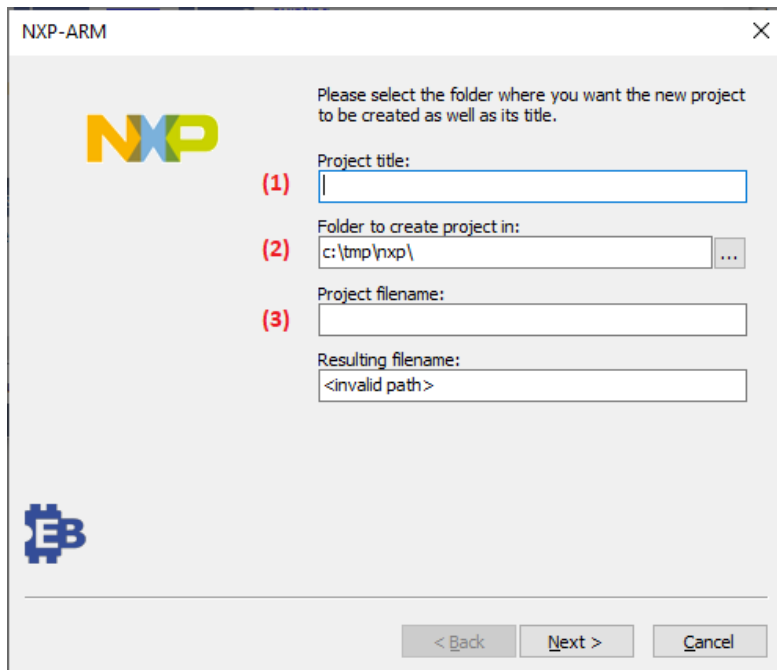 NXP-ARM
NXP
Please select the folder where you want the new project
to be created as well as its title.
Project title:
(1)
Folder to create project in:
(2) c:\tmp\nxp\ ...
Project filename:
(3)
Resulting filename:
<invalid path>
EB
< Back Next > Cancel